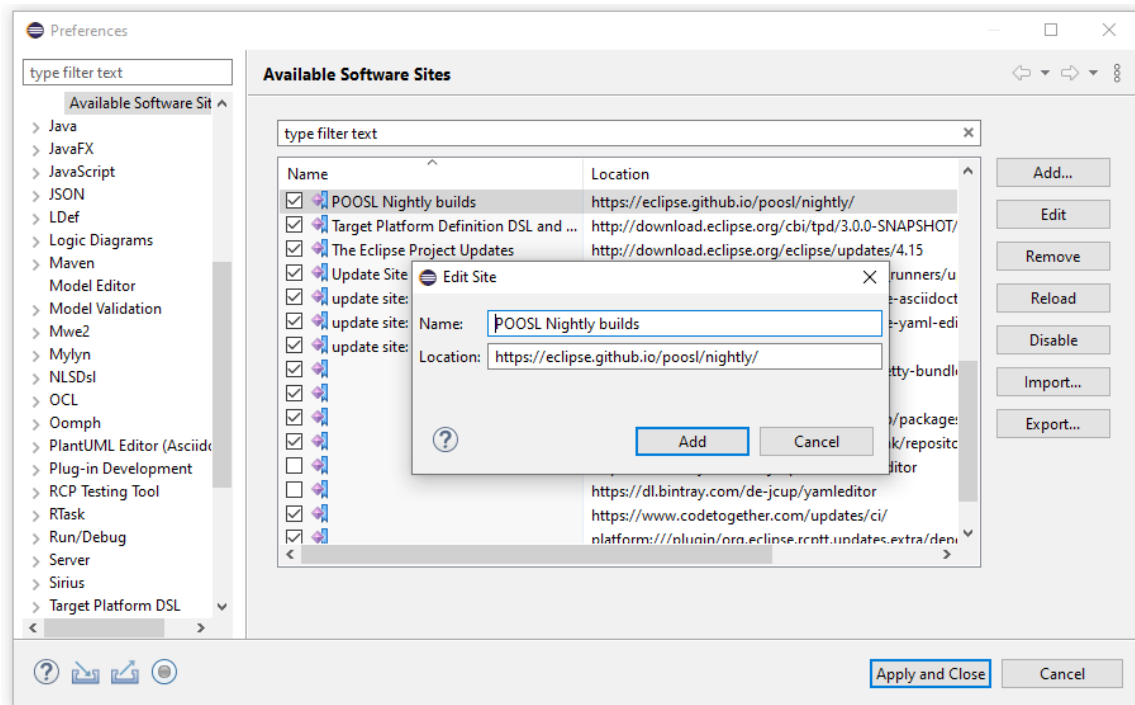 Preferences
type filter text
Available Software Sit
Java
JavaFX
JavaScript
JSON
LDef
Logic Diagrams
Maven
Model Editor
Model Validation
Mwe2
Mylyn
NLSDsl
OCL
Oomph
PlantUML Editor (Asciido
Plug-in Development
RCP Testing Tool
RTask
Run/Debug
Server
Sirius
Target Platform DSL
Available Software Sites
type filter text
Name Location
POOSL Nightly builds https://eclipse.github.io/poosl/nightly/
Target Platform Definition DSL and ... http://download.eclipse.org/cbi/tpd/3.0.0-SNAPSHOT/
The Eclipse Project Updates http://download.eclipse.org/eclipse/updates/4.15
Update Site runners/u
update site: e-asciidoct
update site: e-yaml-edi
update site:
etty-bundl
o/packages
k/reposito
ditor
https://dl.bintray.com/de-jcup/yamleditor
https://www.codetogether.com/updates/ci/
platform:///plugin/org.eclipse.rcptt.updates.extra/depe
Add...
Edit
Remove
Reload
Disable
Import...
Export...
Edit Site
Name: POOSL Nightly builds
Location: https://eclipse.github.io/poosl/nightly/
Add Cancel
Apply and Close Cancel